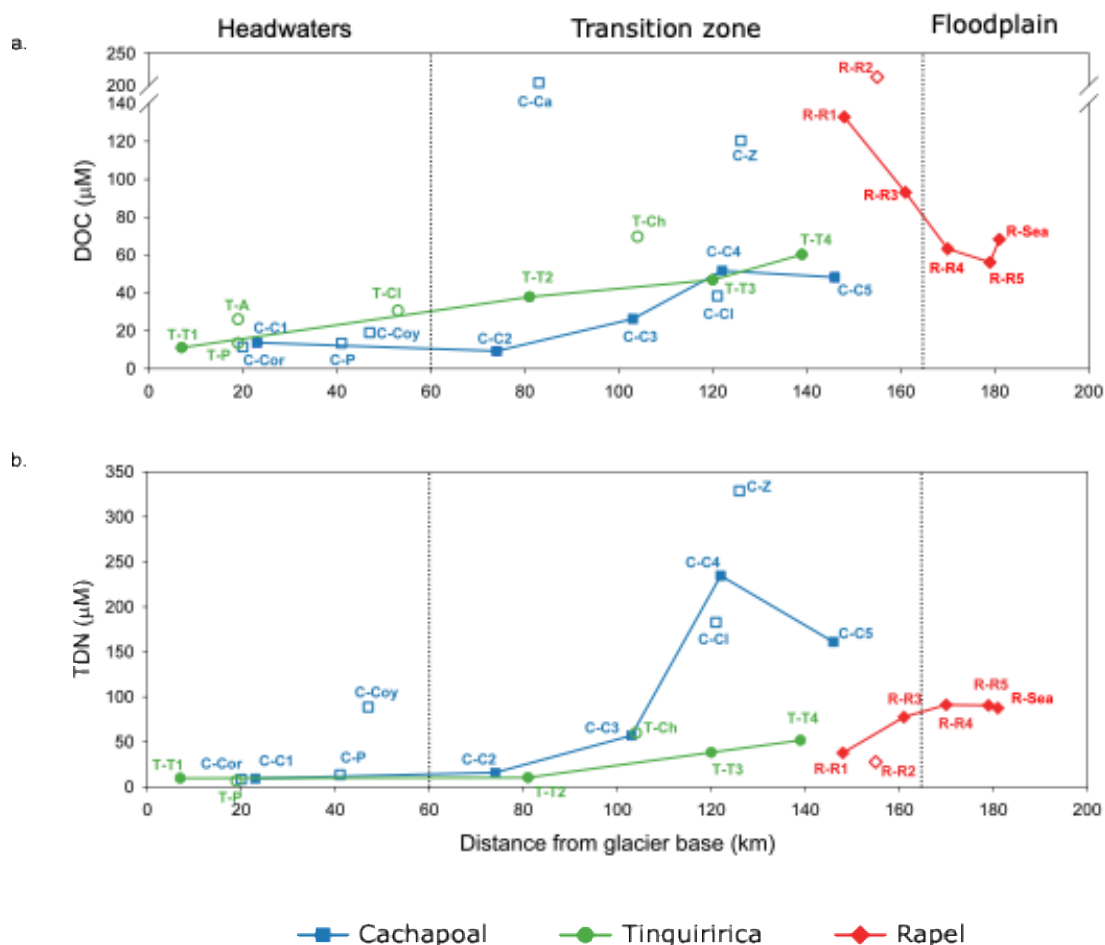 a.
Headwaters Transition zone Floodplain
250
200
140
120
100
80
60
40
20
0
DOC (μM)
R-R2
C-Ca
R-R1
C-Z
R-R3
T-Ch
T-T4
R-Sea
C-C4
R-R4
R-R5
T-T2
T-T3
C-C5
T-Cl
C-Cl
T-A
T-T1
C-C1
C-Coy
C-C2
C-C3
T-P
C-Cor
C-P
0 20 40 60 80 100 120 140 160 180 200
b.
350
300
250
200
150
100
50
0
TDN (μM)
C-Z
C-C4
C-Cl
C-C5
C-Coy
R-R3
R-R5
R-Sea
R-R4
C-C3
T-Ch
T-T4
T-T1
C-Cor
C-C1
C-P
C-C2
T-T3
R-R1
R-R2
T-P
T-T2
0 20 40 60 80 100 120 140 160 180 200
Distance from glacier base (km)
Cachapoal Tinquiririca Rapel